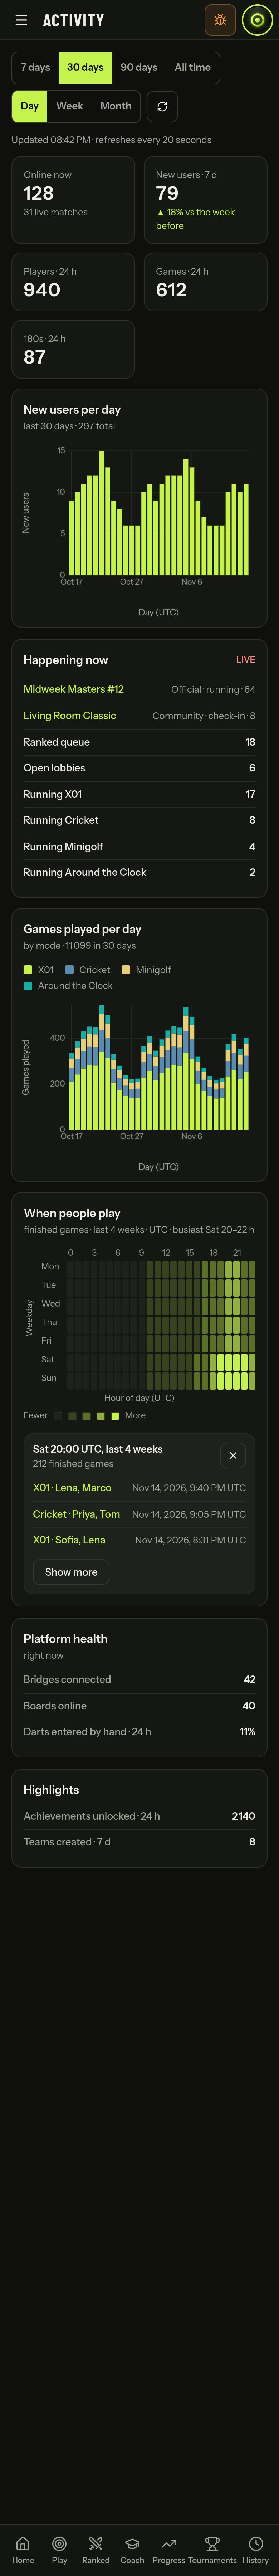 ACTIVITY
7 days 30 days 90 days All time
Day Week Month
Updated 08:42 PM · refreshes every 20 seconds
Online now
128
31 live matches
New users · 7 d
79
▲ 18% vs the week
before
Players · 24 h
940
Games · 24 h
612
180s · 24 h
87
New users per day
last 30 days · 297 total
15
10
5
0
New users
Oct 17 Oct 27 Nov 6
Day (UTC)
Happening now LIVE
Midweek Masters #12 Official · running · 64
Living Room Classic Community · check-in · 8
Ranked queue 18
Open lobbies 6
Running X01 17
Running Cricket 8
Running Minigolf 4
Running Around the Clock 2
Games played per day
by mode · 11 099 in 30 days
X01 Cricket Minigolf
Around the Clock
400
200
0
Games played
Oct 17 Oct 27 Nov 6
Day (UTC)
When people play
finished games · last 4 weeks · UTC · busiest Sat 20–22 h
0 3 6 9 12 15 18 21
Mon
Tue
Wed
Thu
Fri
Sat
Sun
Weekday
Hour of day (UTC)
Fewer More
Sat 20:00 UTC, last 4 weeks
212 finished games
X01 · Lena, Marco Nov 14, 2026, 9:40 PM UTC
Cricket · Priya, Tom Nov 14, 2026, 9:05 PM UTC
X01 · Sofia, Lena Nov 14, 2026, 8:31 PM UTC
Show more
Platform health
right now
Bridges connected 42
Boards online 40
Darts entered by hand · 24 h 11%
Highlights
Achievements unlocked · 24 h 2 140
Teams created · 7 d 8
Home Play Ranked Coach Progress Tournaments History